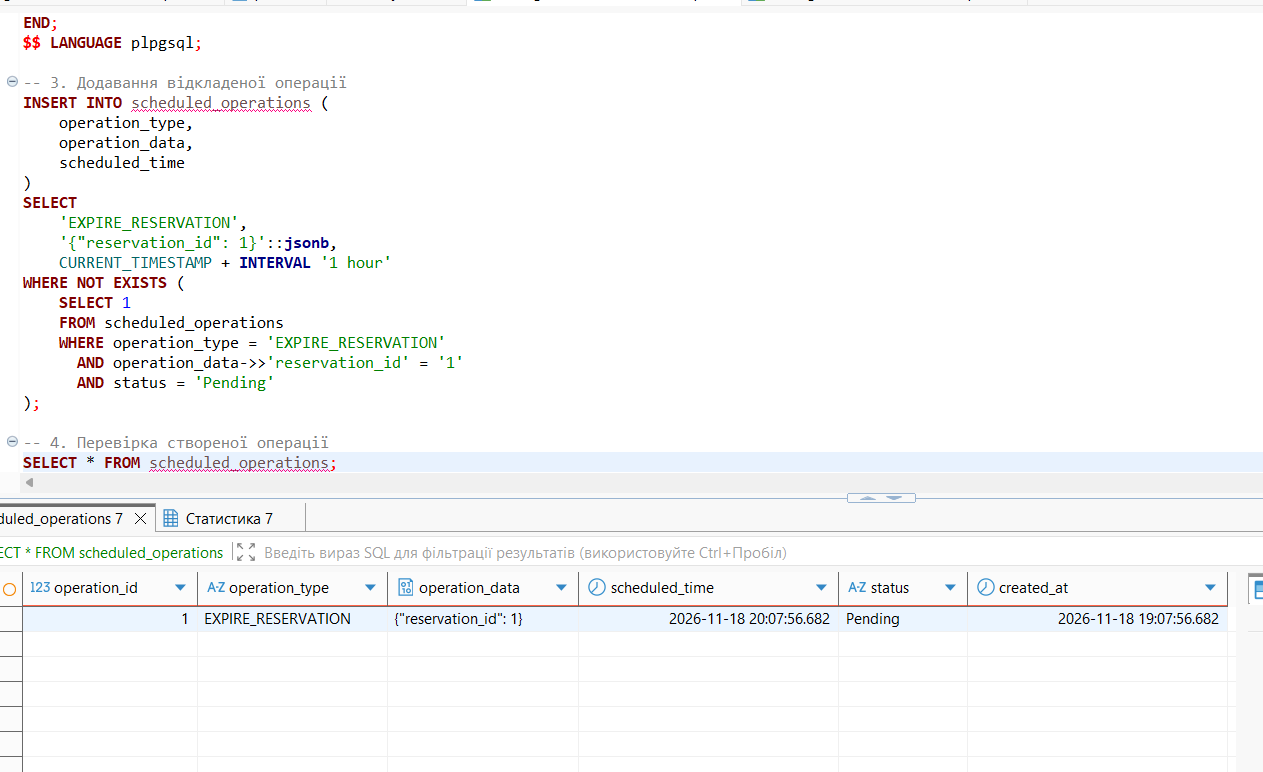 END;
$$ LANGUAGE plpgsql;
-- 3. Додавання відкладеної операції
INSERT INTO scheduled_operations (
operation_type,
operation_data,
scheduled_time
)
SELECT
'EXPIRE_RESERVATION',
'{"reservation_id": 1}'::jsonb,
CURRENT_TIMESTAMP + INTERVAL '1 hour'
WHERE NOT EXISTS (
SELECT 1
FROM scheduled_operations
WHERE operation_type = 'EXPIRE_RESERVATION'
AND operation_data->>'reservation_id' = '1'
AND status = 'Pending'
);
-- 4. Перевірка створеної операції
SELECT * FROM scheduled_operations;
duled_operations 7 Статистика 7
ECT * FROM scheduled_operations Введіть вираз SQL для фільтрації результатів (використовуйте Ctrl+Пробіл)
123 operation_id A-Z operation_type operation_data scheduled_time A-Z status created_at
1 EXPIRE_RESERVATION {"reservation_id": 1} 2026-11-18 20:07:56.682 Pending 2026-11-18 19:07:56.682